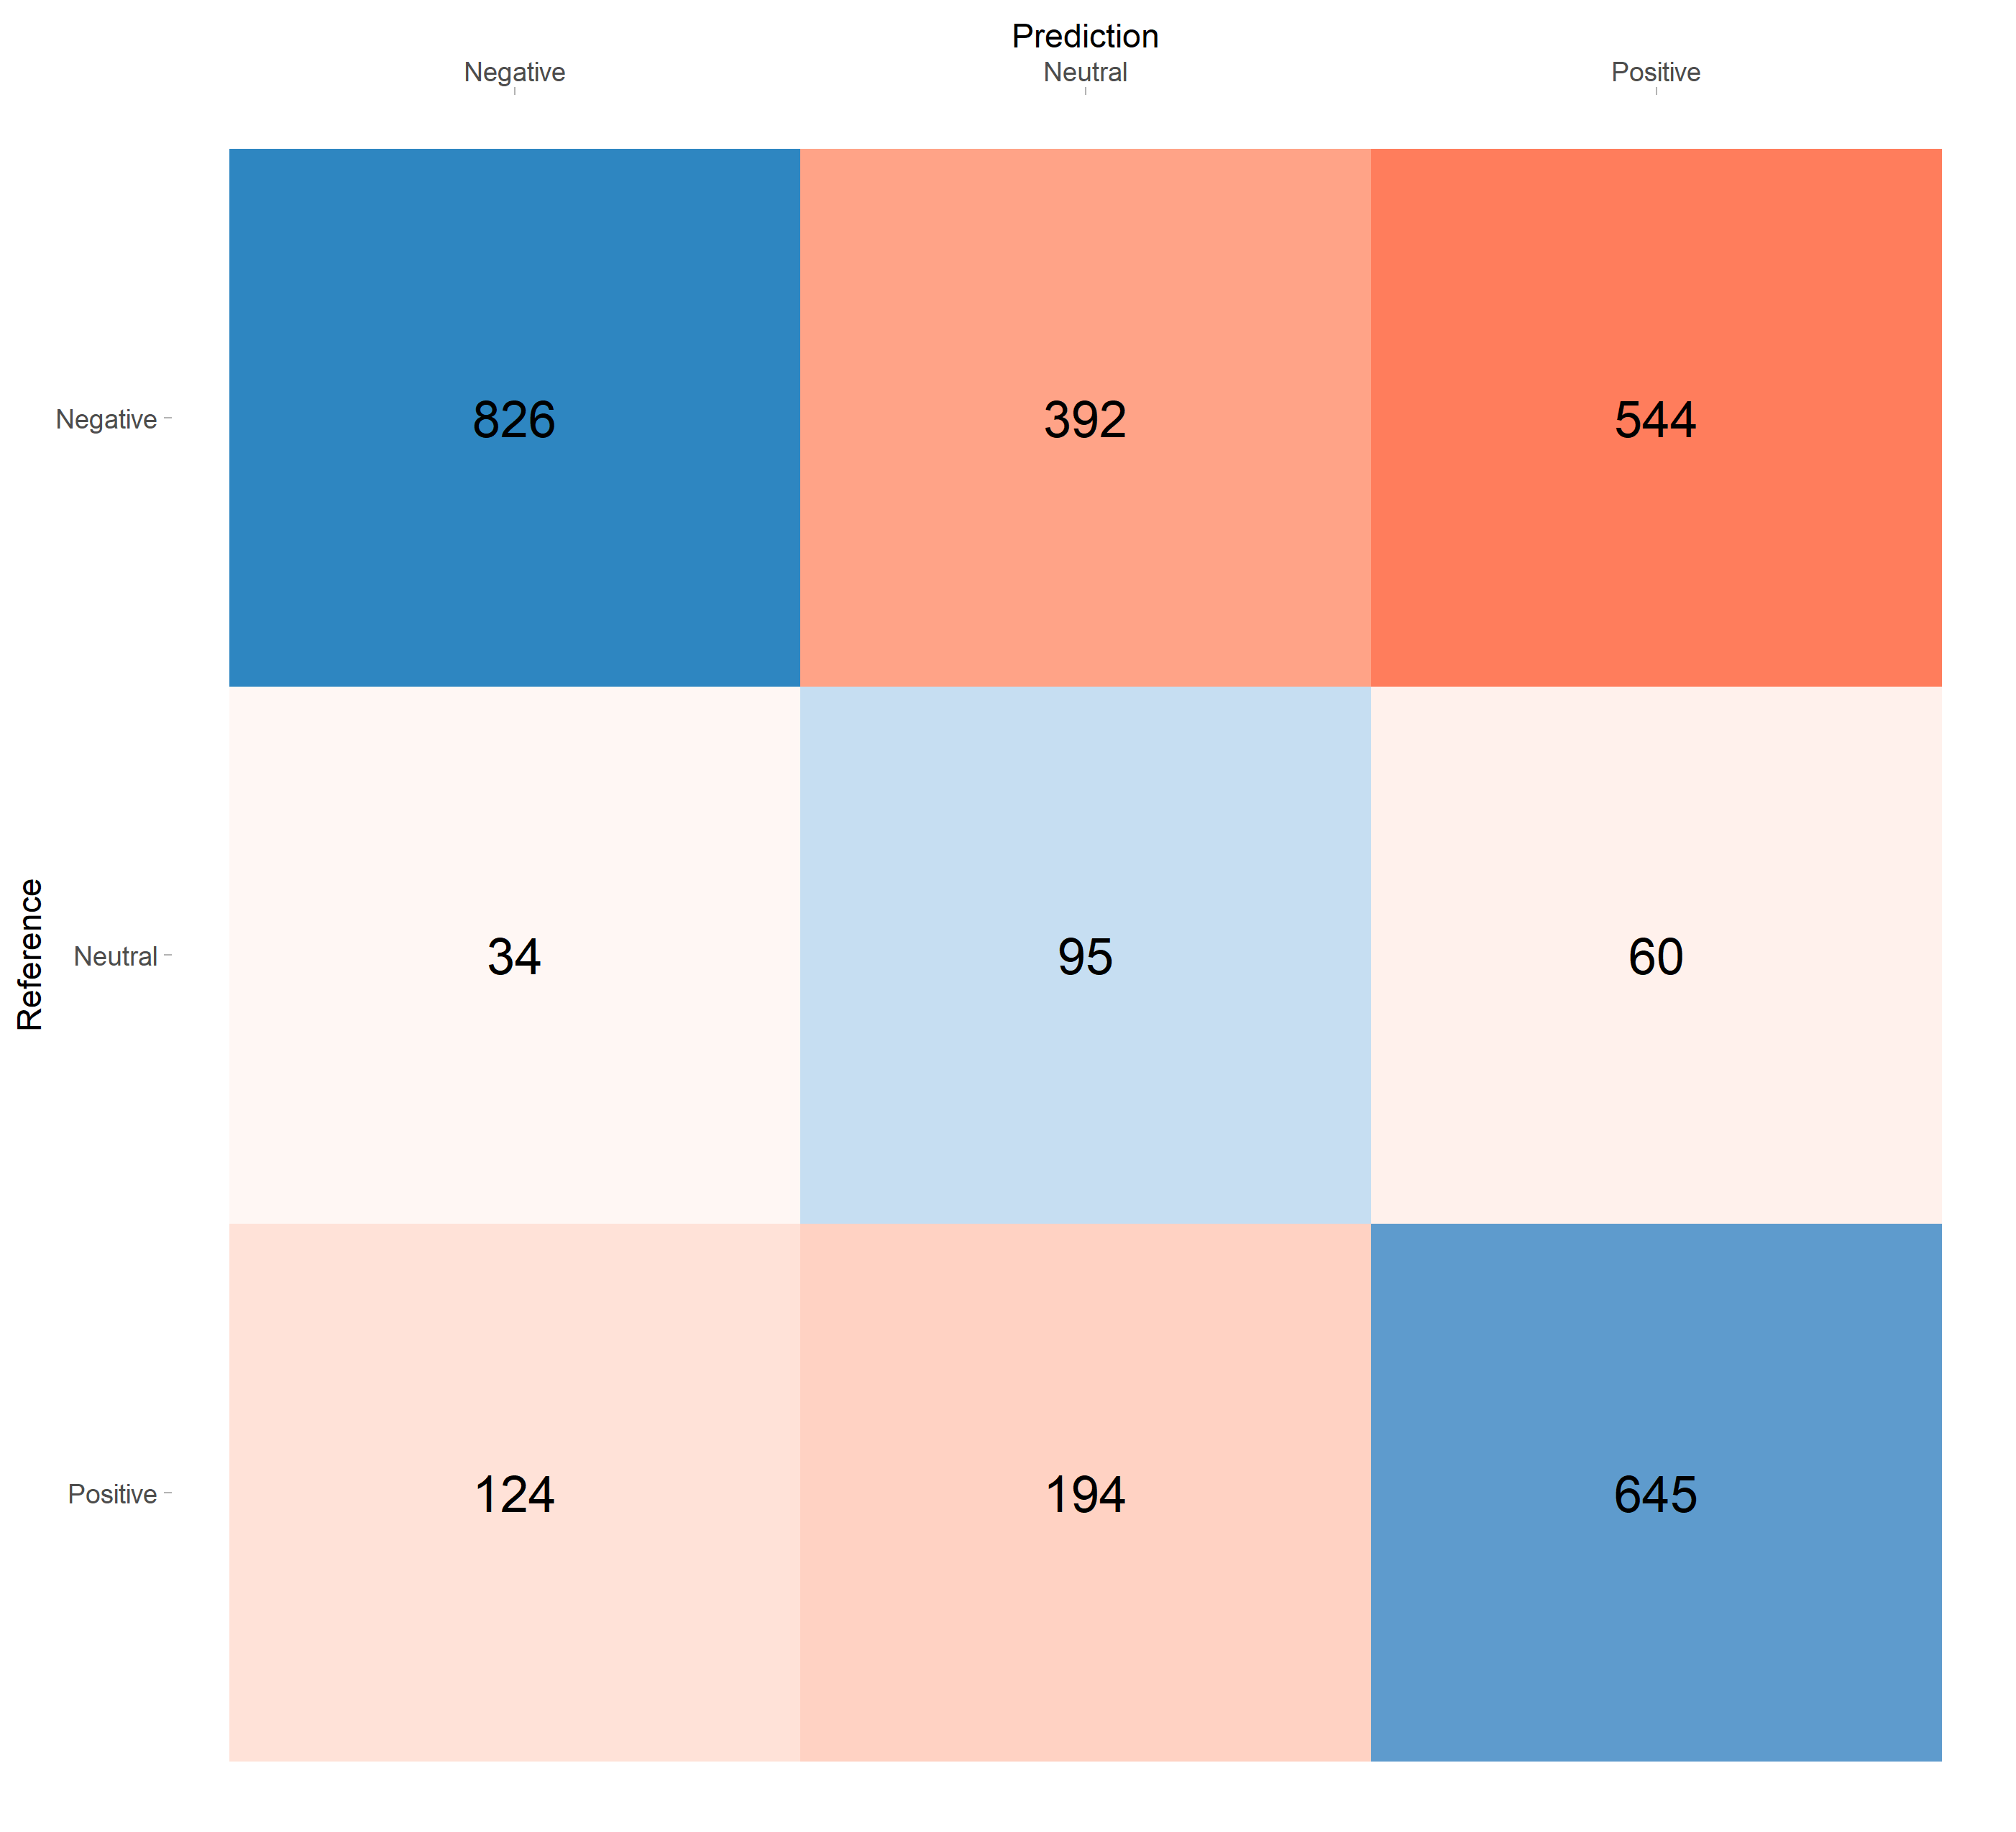 Prediction
Negative Neutral Positive
Negative 826 392 544
Reference
Neutral 34 95 60
Positive 124 194 645